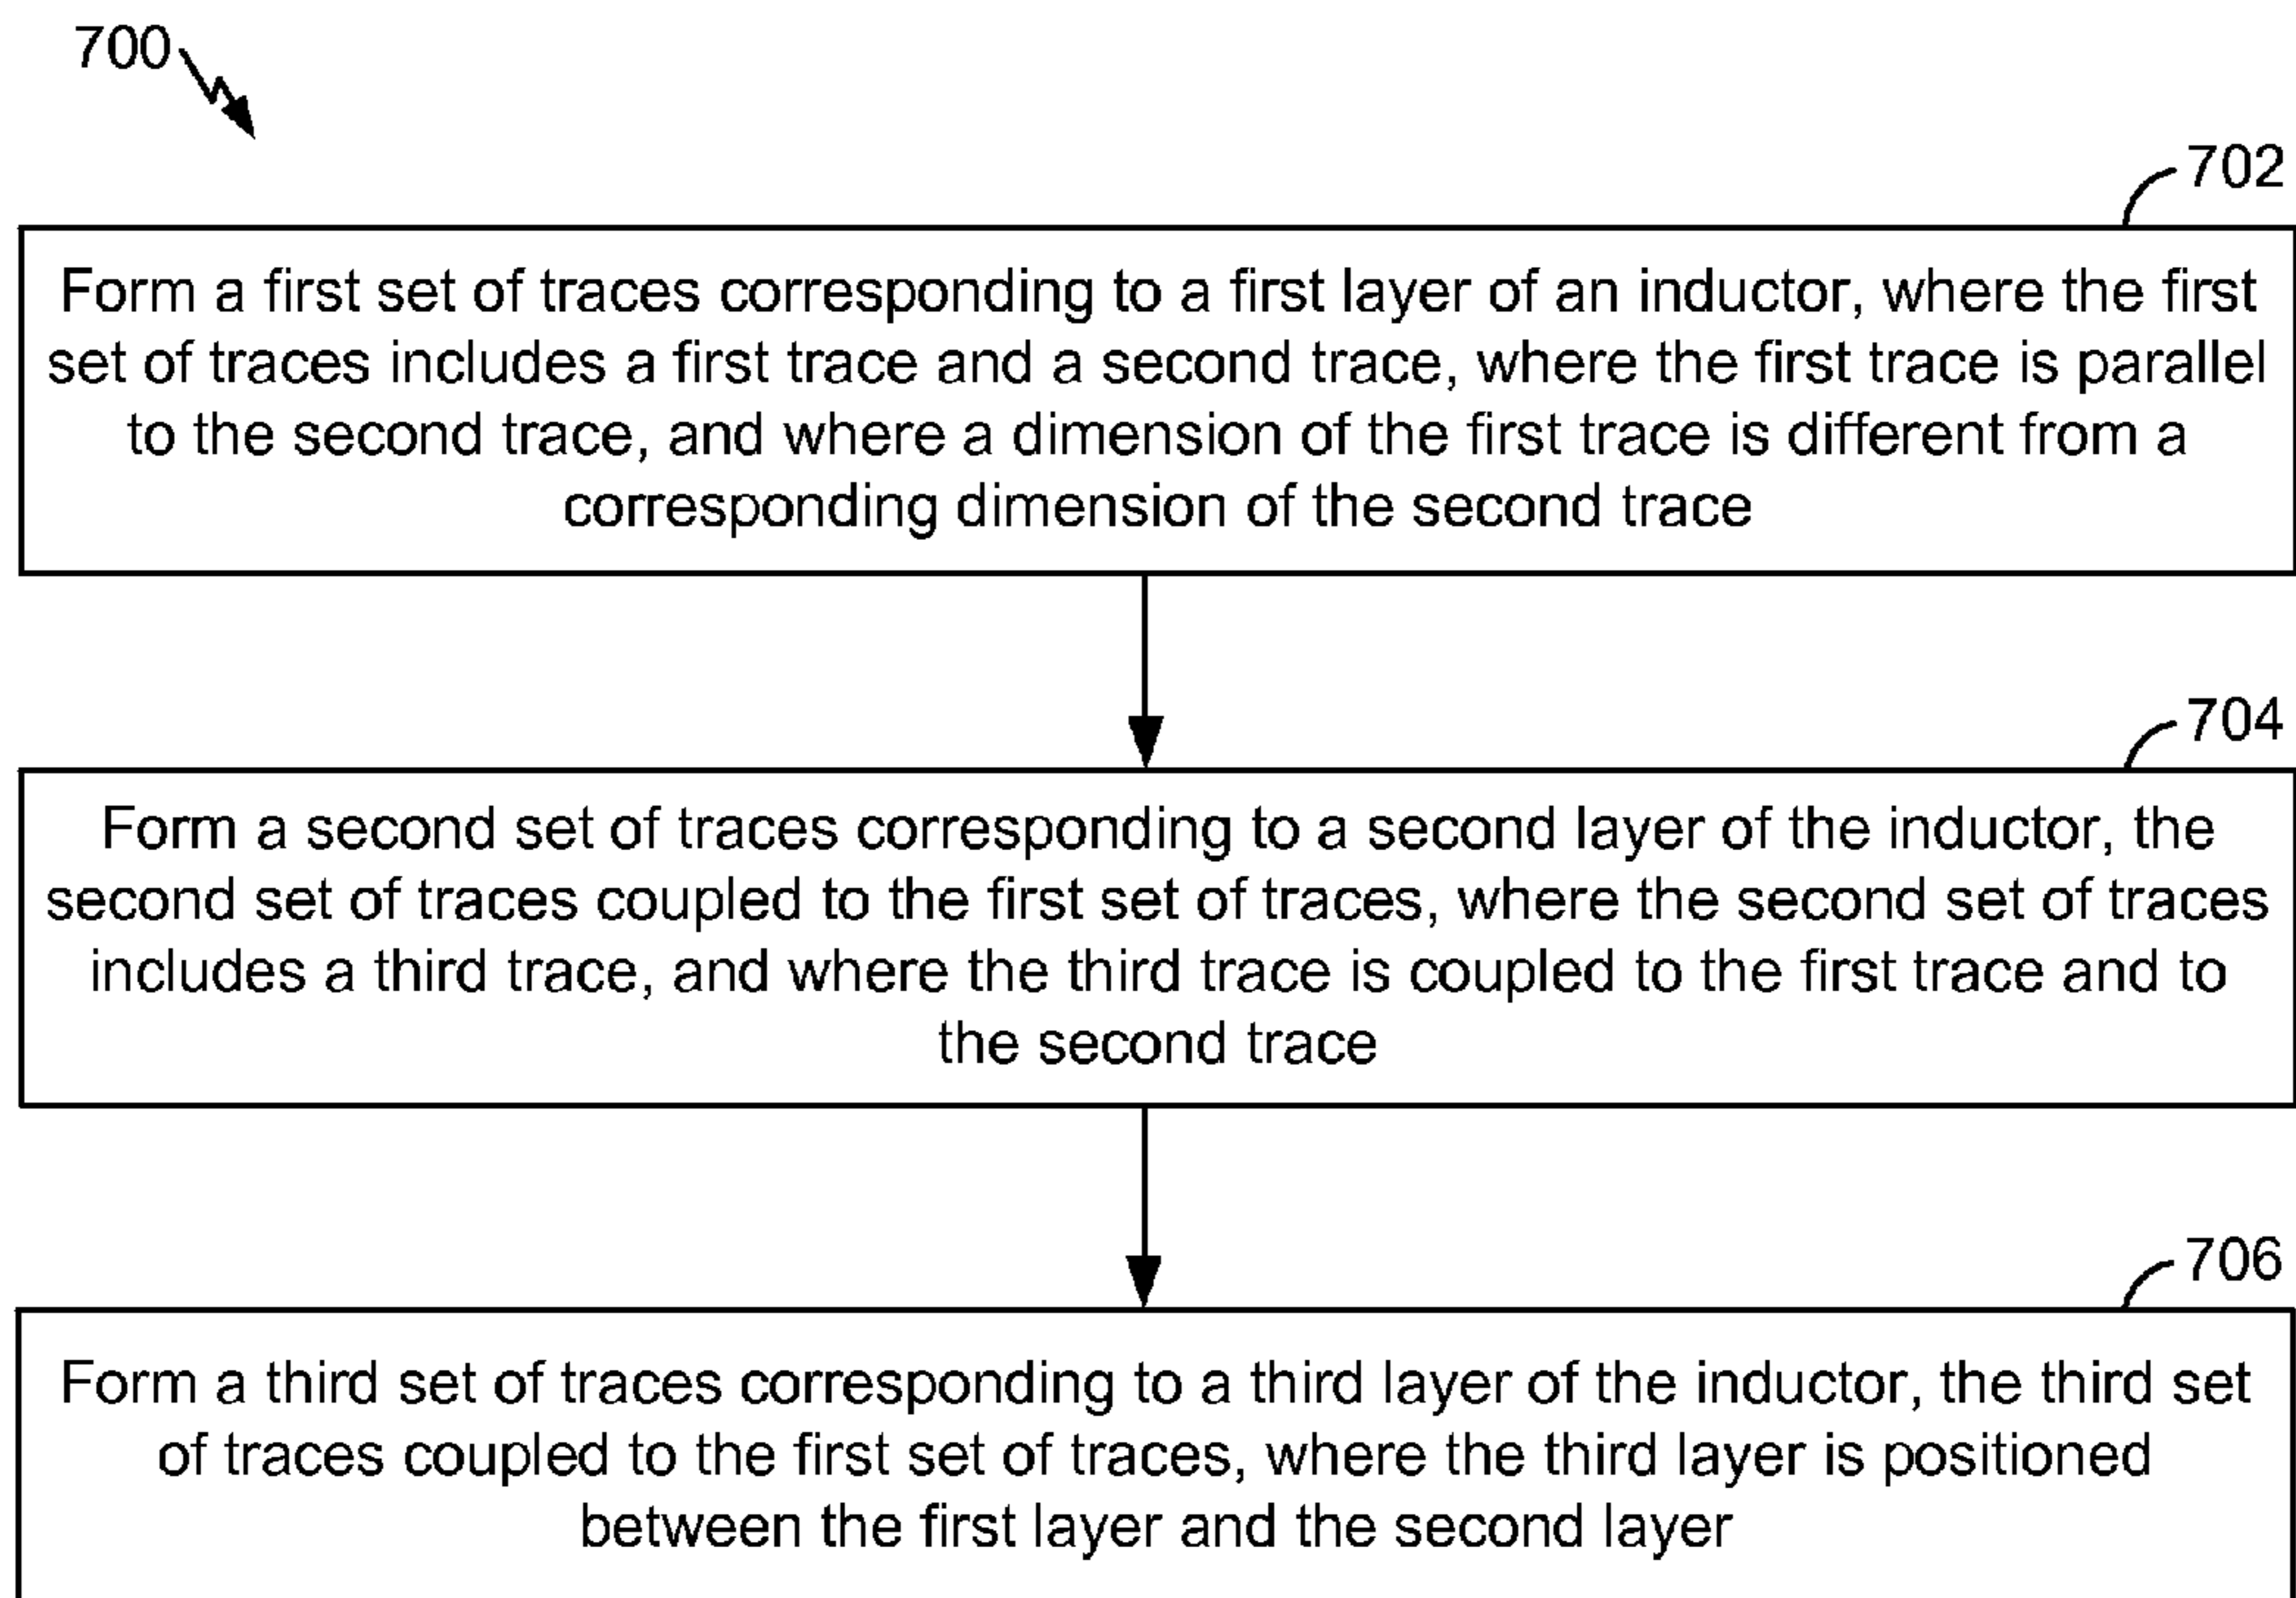 700
702
Form a first set of traces corresponding to a first layer of an inductor, where the first
set of traces includes a first trace and a second trace, where the first trace is parallel
to the second trace, and where a dimension of the first trace is different from a
corresponding dimension of the second trace
704
Form a second set of traces corresponding to a second layer of the inductor, the
second set of traces coupled to the first set of traces, where the second set of traces
includes a third trace, and where the third trace is coupled to the first trace and to
the second trace
706
Form a third set of traces corresponding to a third layer of the inductor, the third set
of traces coupled to the first set of traces, where the third layer is positioned
between the first layer and the second layer